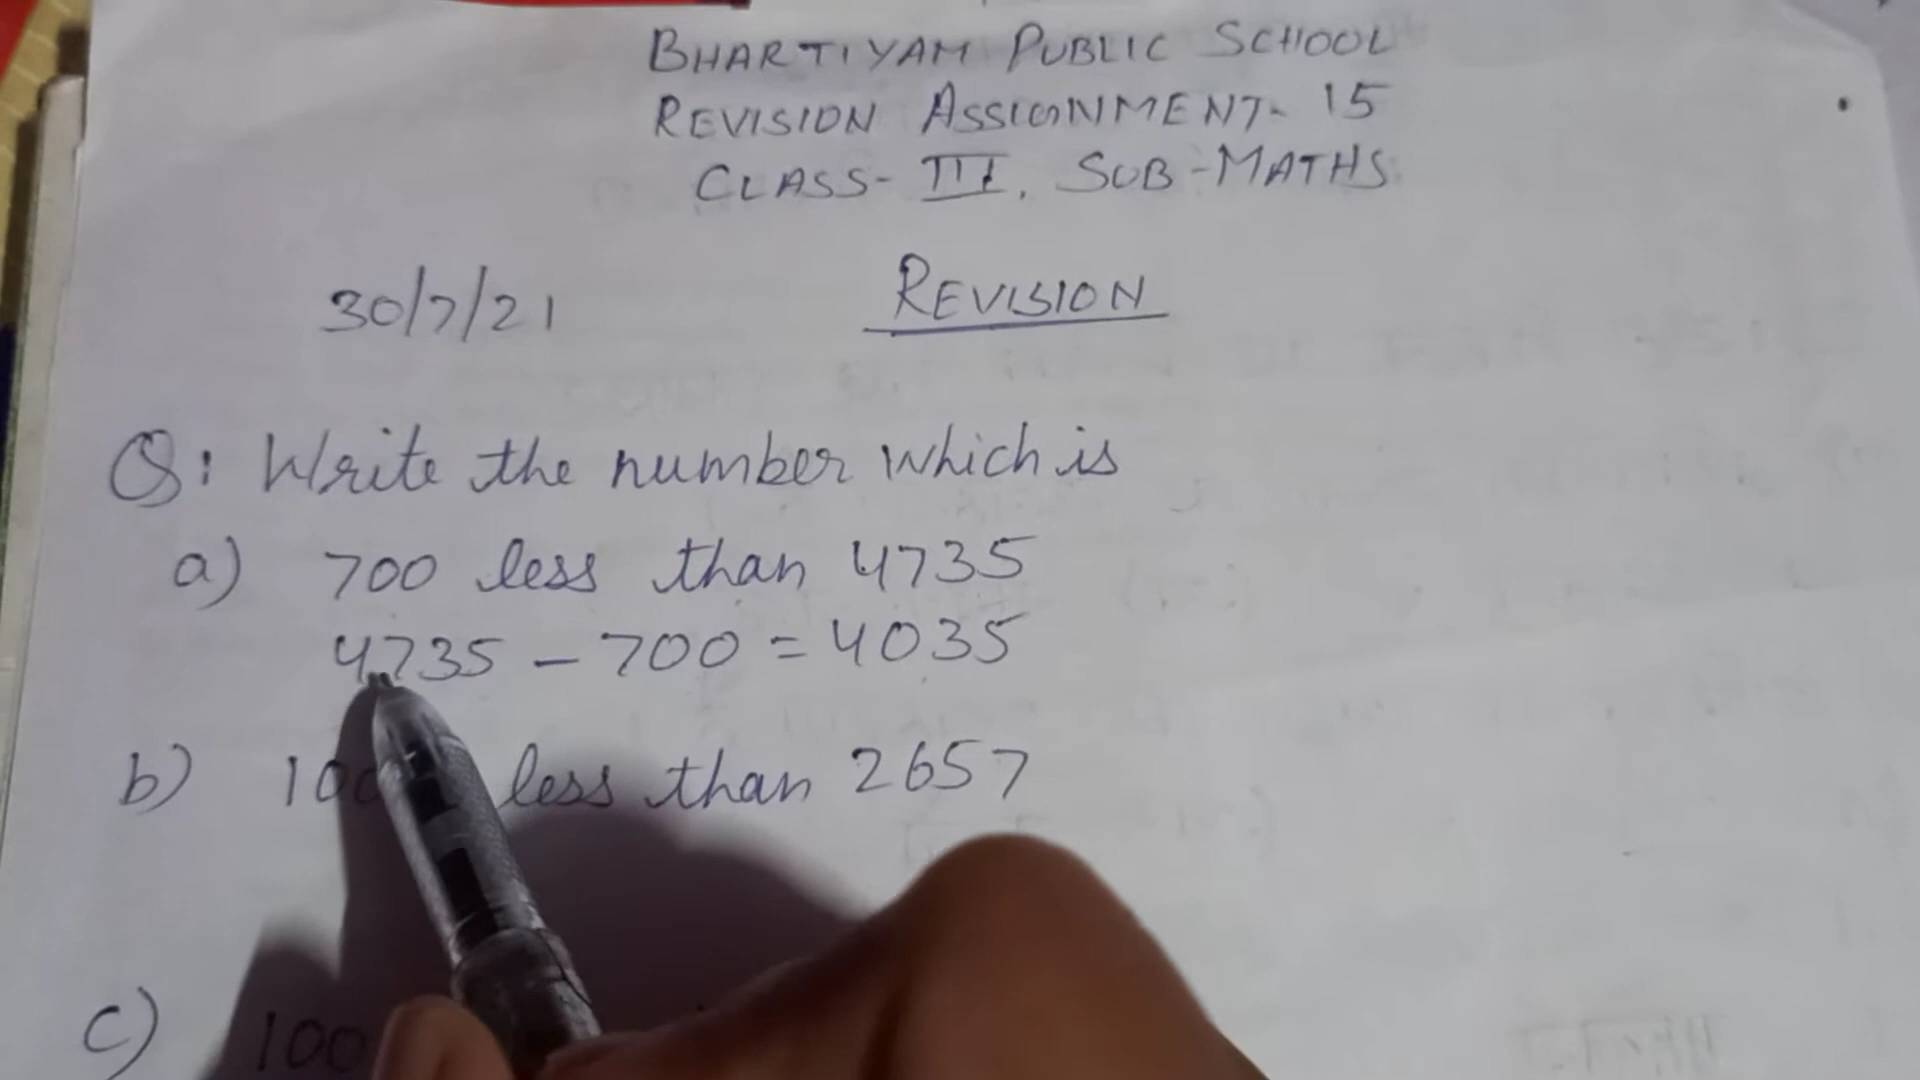 BHARTIYAM PUBLIC SCHOOL
REVISION ASSIGNMENT- 15
CLASS- III, SUB-MATHS
30/7/21 REVISION
Q: Write the number which is
a) 700 less than 4735
4735 - 700 = 4035
b) less than 2657
c)